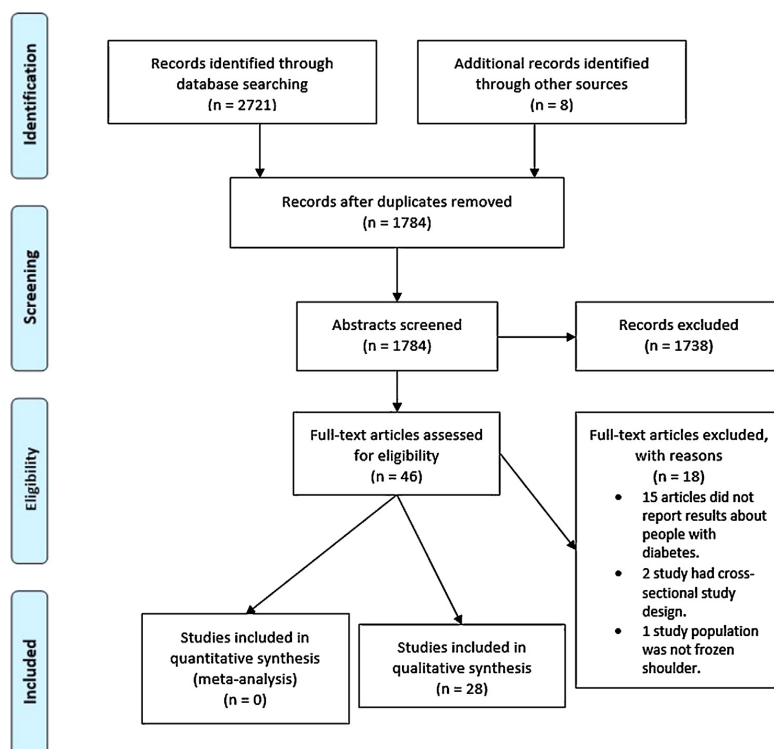 Identification
Records identified through
database searching
(n = 2721)
Additional records identified
through other sources
(n = 8)
Records after duplicates removed
(n = 1784)
Screening
Abstracts screened
(n = 1784)
Records excluded
(n = 1738)
Eligibility
Full-text articles assessed
for eligibility
(n = 46)
Full-text articles excluded,
with reasons
(n = 18)
• 15 articles did not
report results about
people with
diabetes.
• 2 study had cross-
sectional study
design.
• 1 study population
was not frozen
shoulder.
Included
Studies included in
quantitative synthesis
(meta-analysis)
(n = 0)
Studies included in
qualitative synthesis
(n = 28)